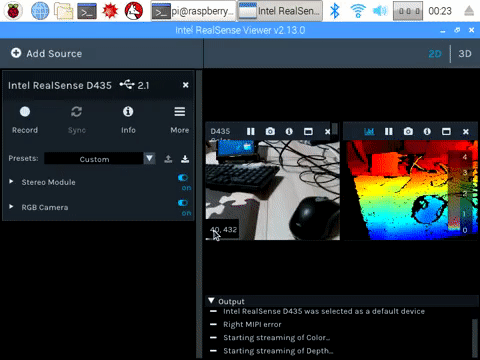 pi@raspberry...
Intel RealSen...
00:23
Intel RealSense Viewer v2.13.0
Add Source
2D | 3D
Intel RealSense D435
2.1
Record
Sync
Info
More
Presets:
Custom
Stereo Module
on
RGB Camera
on
D435
40, 432
4
3
2
0
Output
Intel RealSense D435 was selected as a default device
Right MIPI error
Starting streaming of Color...
Starting streaming of Depth...